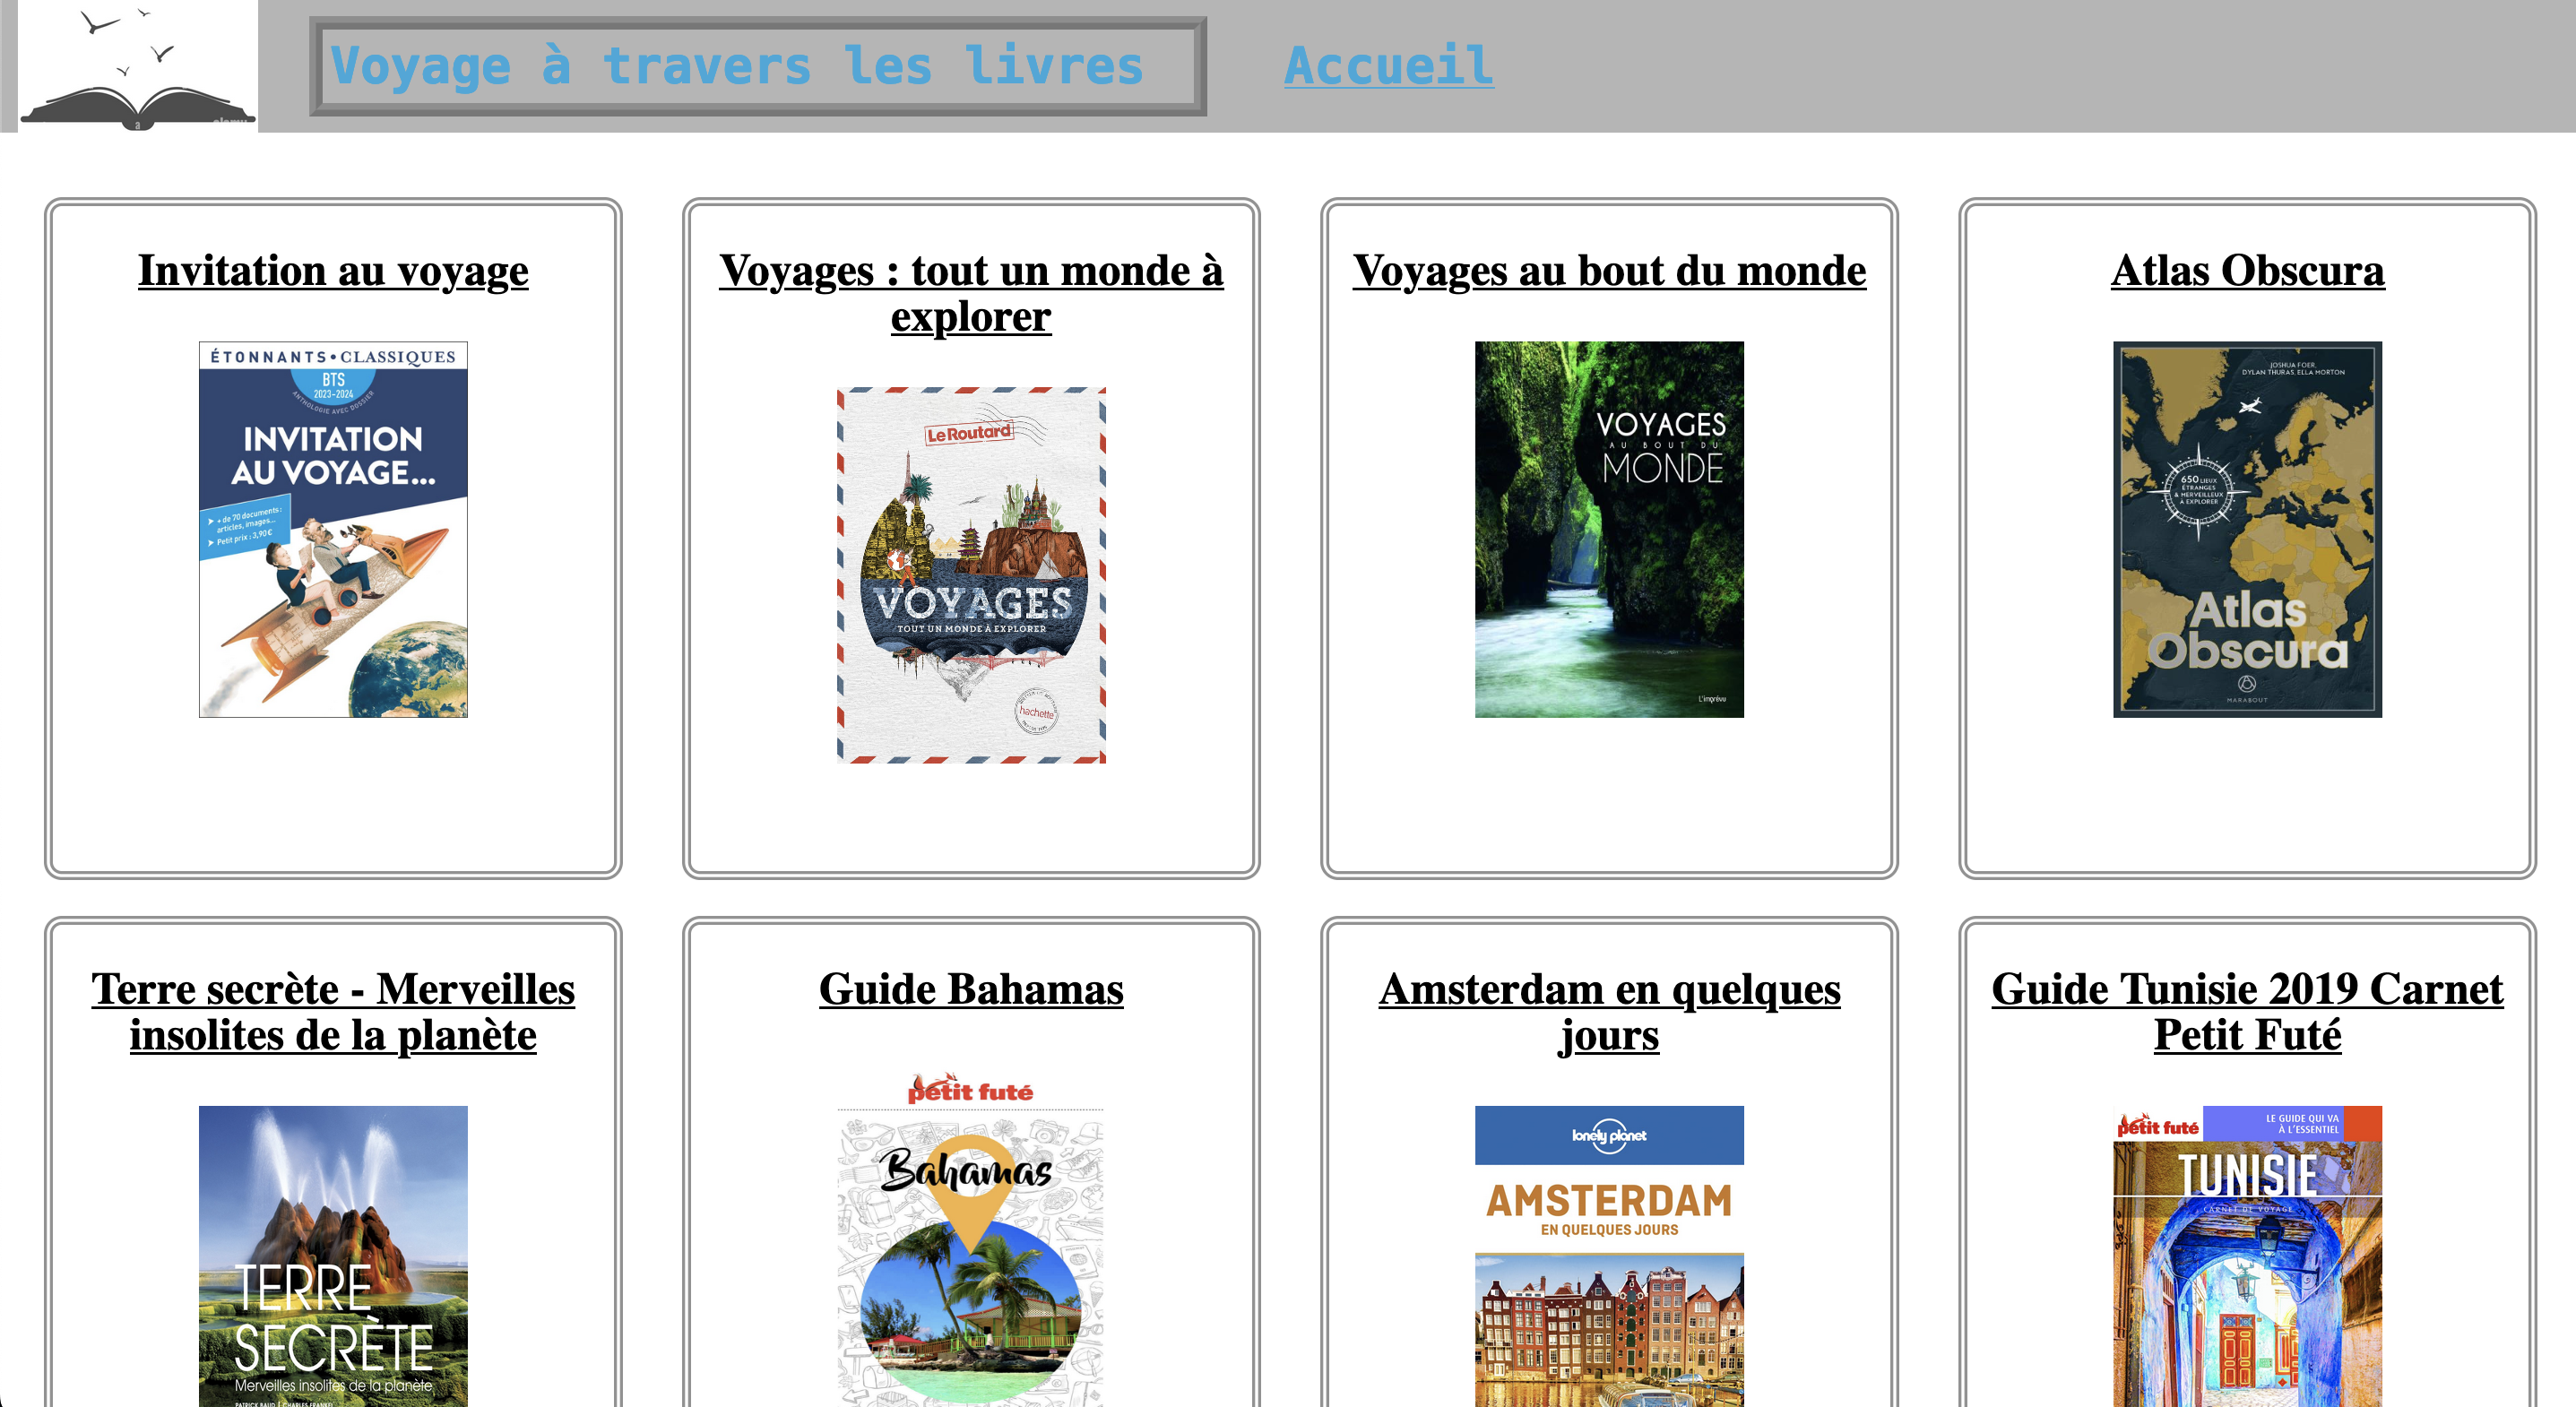 Voyage à travers les livres
Accueil
Invitation au voyage
ÉTONNANTS•CLASSIQUES
BTS
2023-2024
ANTHOLOGIE AVEC DOSSIER
INVITATION
AU VOYAGE...
+ de 70 documents :
articles, images...
Petit prix : 3,90€
Voyages : tout un monde à
explorer
Le Routard
VOYAGES
TOUT UN MONDE À EXPLORER
hachette
Voyages au bout du monde
VOYAGES
AU BOUT DU
MONDE
L'imprévu
Atlas Obscura
JOSHUA FOER,
DYLAN THURAS, ELLA MORTON
650 LIEUX
ÉTRANGES
& MERVEILLEUX
À EXPLORER
Atlas
Obscura
MARABOUT
Terre secrète - Merveilles
insolites de la planète
TERRE
SECRÈTE
Merveilles insolites de la planète
PATRICK BAUD | CHARLES FRANKEL
Guide Bahamas
petit futé
Bahamas
Amsterdam en quelques
jours
lonely planet
AMSTERDAM
EN QUELQUES JOURS
Guide Tunisie 2019 Carnet
Petit Futé
petit futé
LE GUIDE QUI VA
À L'ESSENTIEL
TUNISIE
CARNET DE VOYAGE